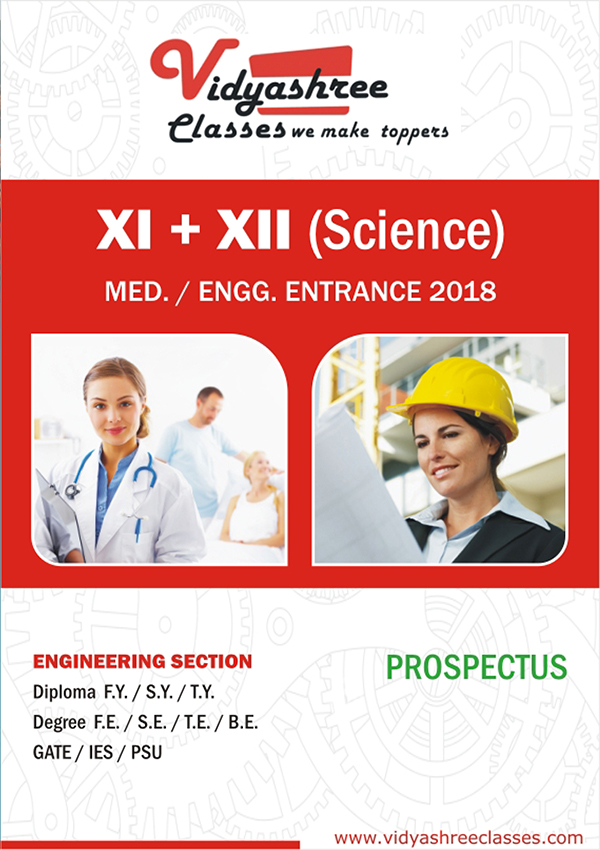 Vidyashree
Classes we make toppers
XI + XII (Science)
MED. / ENGG. ENTRANCE 2018
ENGINEERING SECTION
Diploma F.Y. / S.Y. / T.Y.
Degree F.E. / S.E. / T.E. / B.E.
GATE / IES / PSU
PROSPECTUS
www.vidyashreeclasses.com